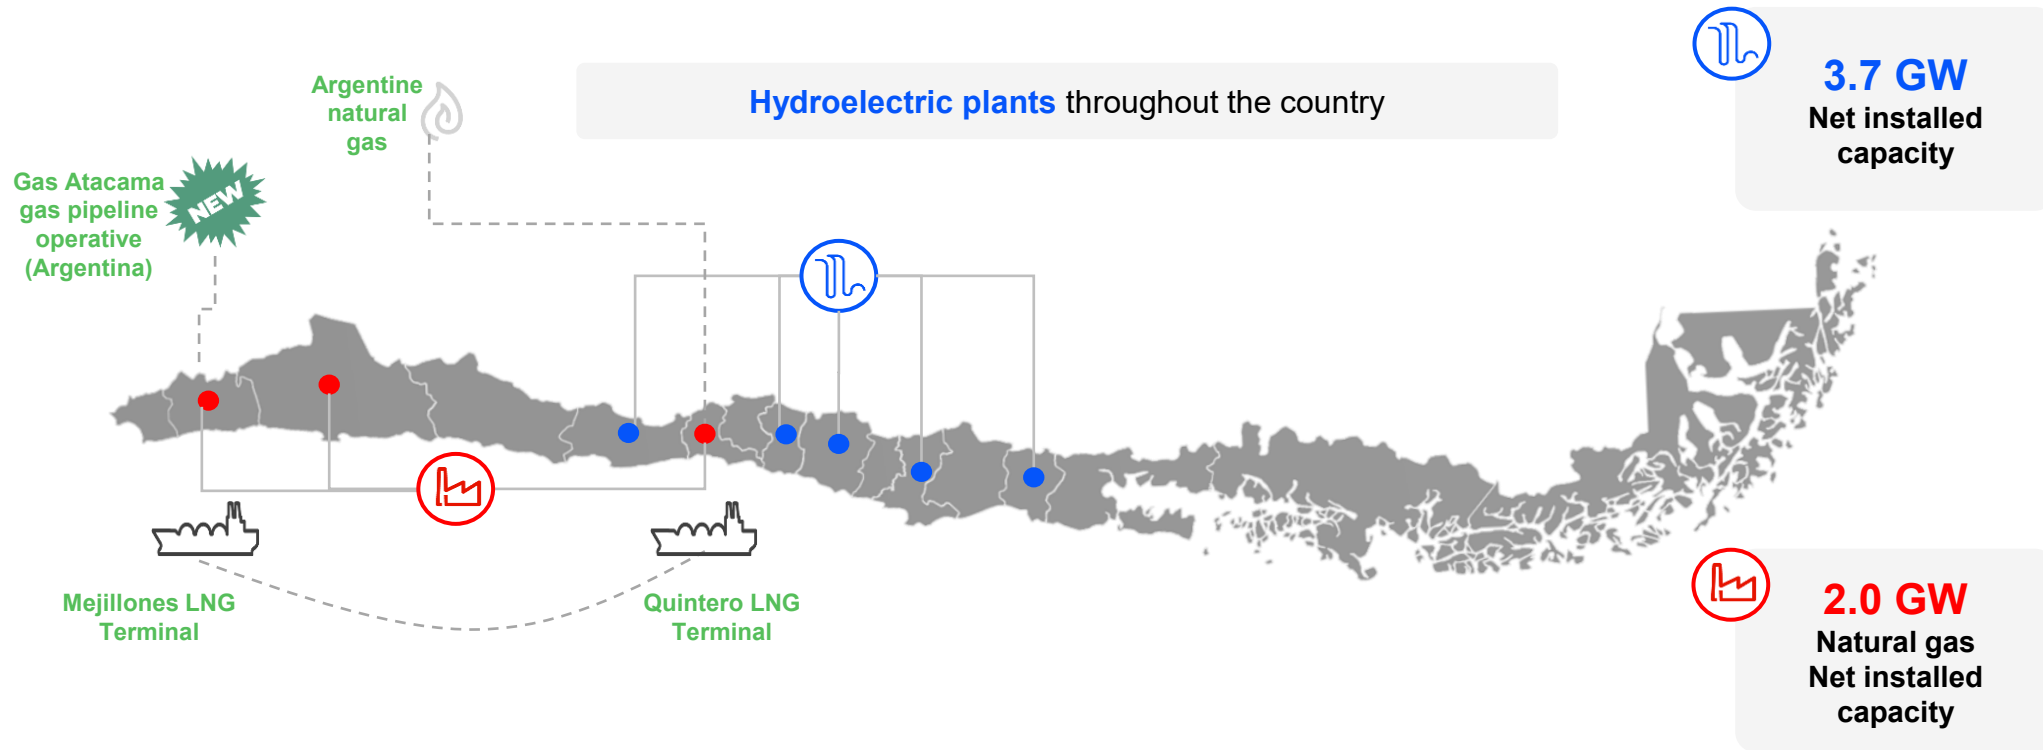 Argentine
natural
gas
Hydroelectric plants throughout the country
3.7 GW
Net installed
capacity
Gas Atacama
gas pipeline
operative
(Argentina)
NEW
Mejillones LNG
Terminal
Quintero LNG
Terminal
2.0 GW
Natural gas
Net installed
capacity